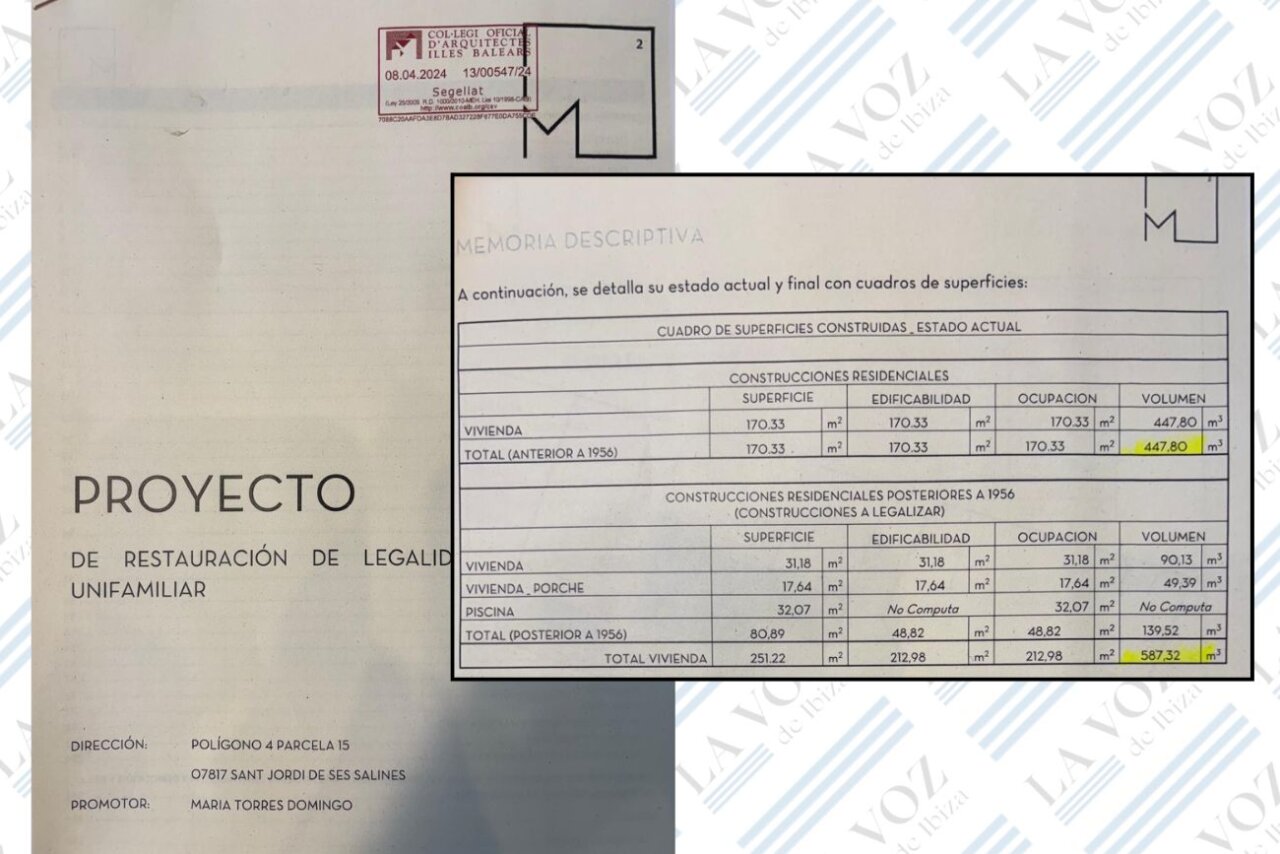 COL·LEGI OFICIAL
D'ARQUITECTES
ILLES BALEARS
08.04.2024 13/00547/24
Segellat
http://www.coaib.org/csv
2
PROYECTO
DE RESTAURACIÓN DE LEGALID
UNIFAMILIAR
DIRECCIÓN: POLÍGONO 4 PARCELA 15
07817 SANT JORDI DE SES SALINES
PROMOTOR: MARIA TORRES DOMINGO
MEMORIA DESCRIPTIVA
A continuación, se detalla su estado actual y final con cuadros de superficies:
CUADRO DE SUPERFICIES CONSTRUIDAS_ESTADO ACTUAL
CONSTRUCCIONES RESIDENCIALES
SUPERFICIE EDIFICABILIDAD OCUPACION VOLUMEN
VIVIENDA 170.33 m² 170.33 m² 170.33 m² 447,80 m³
TOTAL (ANTERIOR A 1956) 170.33 m² 170.33 m² 170.33 m² 447,80 m³
CONSTRUCCIONES RESIDENCIALES POSTERIORES A 1956
(CONSTRUCCIONES A LEGALIZAR)
SUPERFICIE EDIFICABILIDAD OCUPACION VOLUMEN
VIVIENDA 31,18 m² 31,18 m² 31,18 m² 90,13 m³
VIVIENDA_PORCHE 17,64 m² 17,64 m² 17,64 m² 49,39 m³
PISCINA 32,07 m² No Computa 32,07 m² No Computa
TOTAL (POSTERIOR A 1956) 80,89 m² 48,82 m² 48,82 m² 139,52 m³
TOTAL VIVIENDA 251.22 m² 212,98 m² 212,98 m² 587,32 m³
LA VOZ
de Ibiza